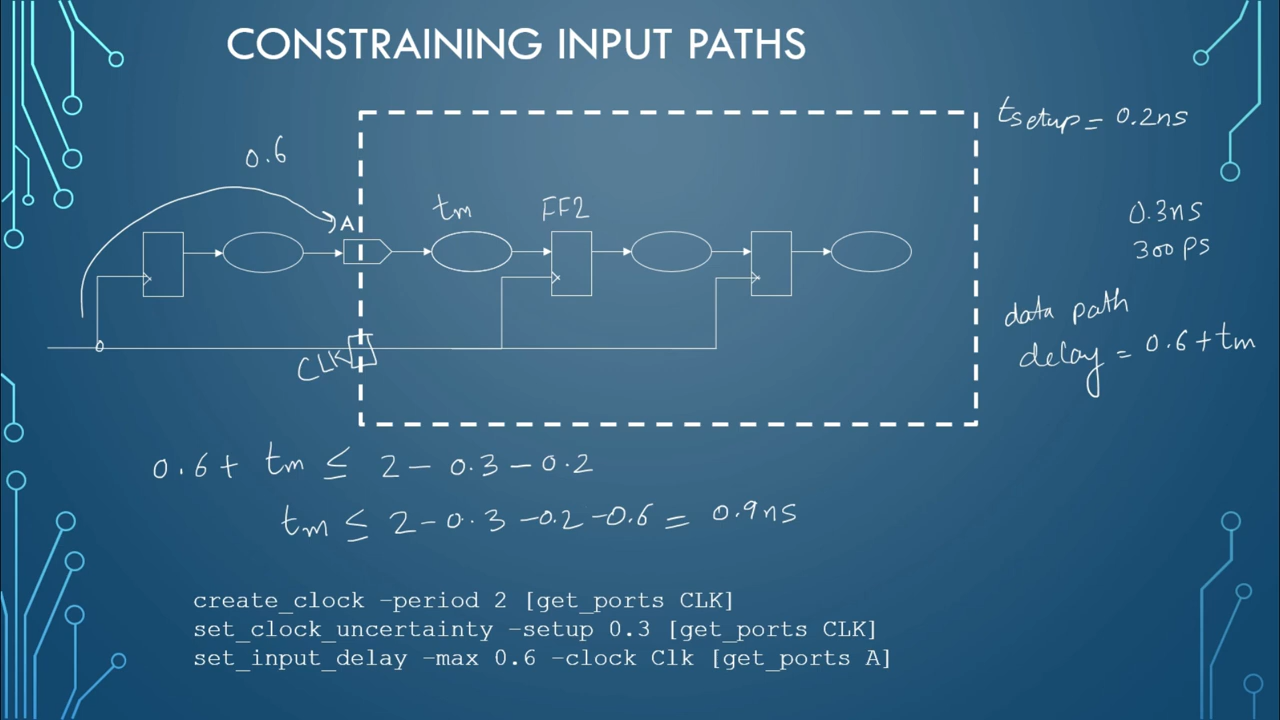 CONSTRAINING INPUT PATHS
tsetup = 0.2ns
0.6
A
tm
FF2
0.3ns
300 ps
data path
delay = 0.6 + tm
CLK
0.6 + tm ≤ 2 - 0.3 - 0.2
tm ≤ 2 - 0.3 - 0.2 - 0.6 = 0.9ns
create_clock –period 2 [get_ports CLK]
set_clock_uncertainty –setup 0.3 [get_ports CLK]
set_input_delay –max 0.6 –clock Clk [get_ports A]